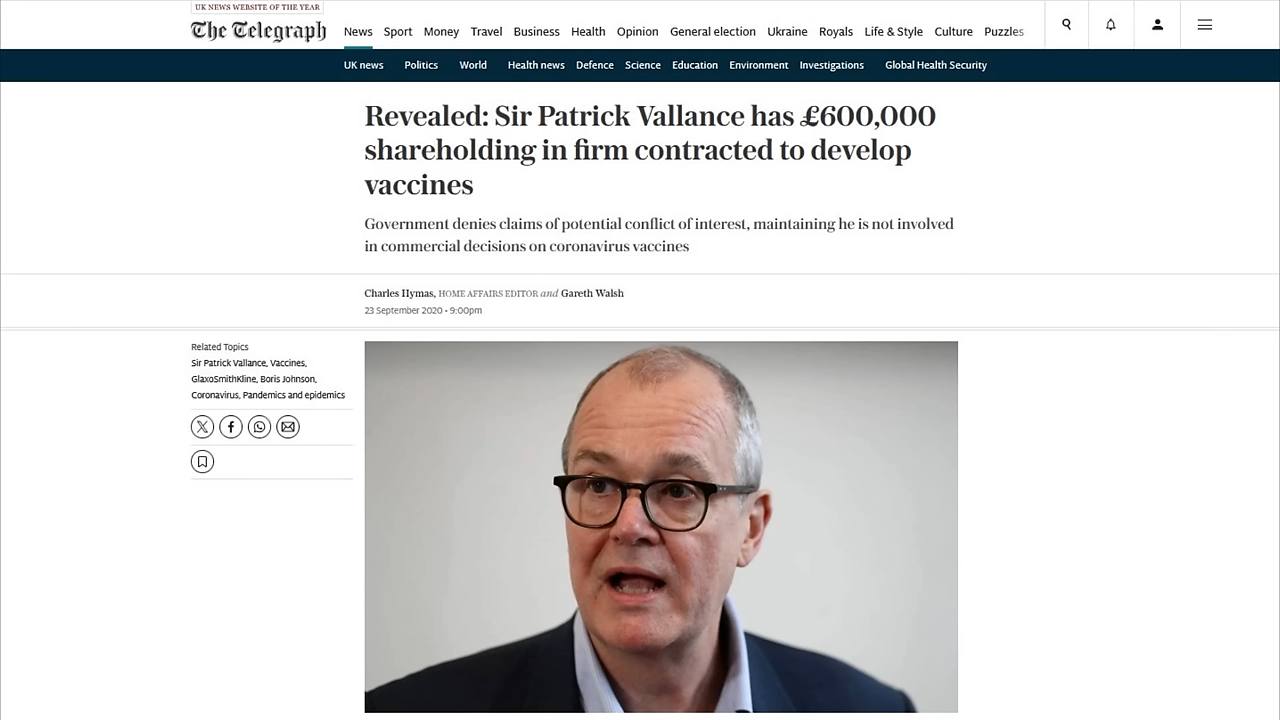 UK NEWS WEBSITE OF THE YEAR
The Telegraph
News Sport Money Travel Business Health Opinion General election Ukraine Royals Life & Style Culture Puzzles
UK news Politics World Health news Defence Science Education Environment Investigations Global Health Security
Revealed: Sir Patrick Vallance has £600,000
shareholding in firm contracted to develop
vaccines
Government denies claims of potential conflict of interest, maintaining he is not involved
in commercial decisions on coronavirus vaccines
Charles Hymas, HOME AFFAIRS EDITOR and Gareth Walsh
23 September 2020 • 9:00pm
Related Topics
Sir Patrick Vallance, Vaccines,
GlaxoSmithKline, Boris Johnson,
Coronavirus, Pandemics and epidemics